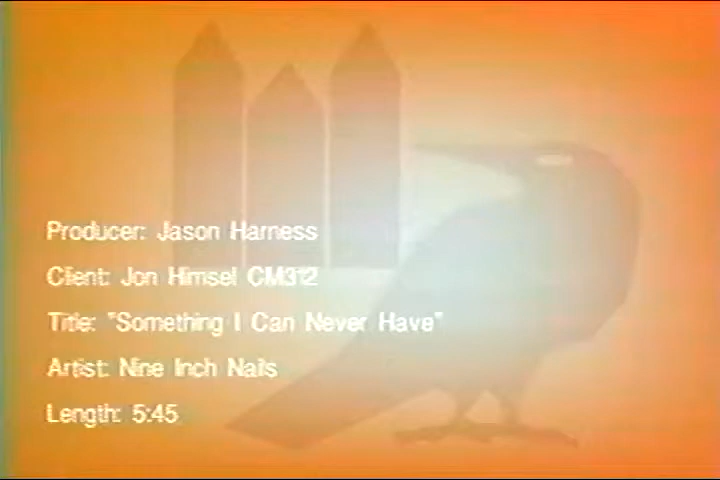 Producer: Jason Harness
Client: Jon Himsel CM312
Title: "Something I Can Never Have"
Artist: Nine Inch Nails
Length: 5:45